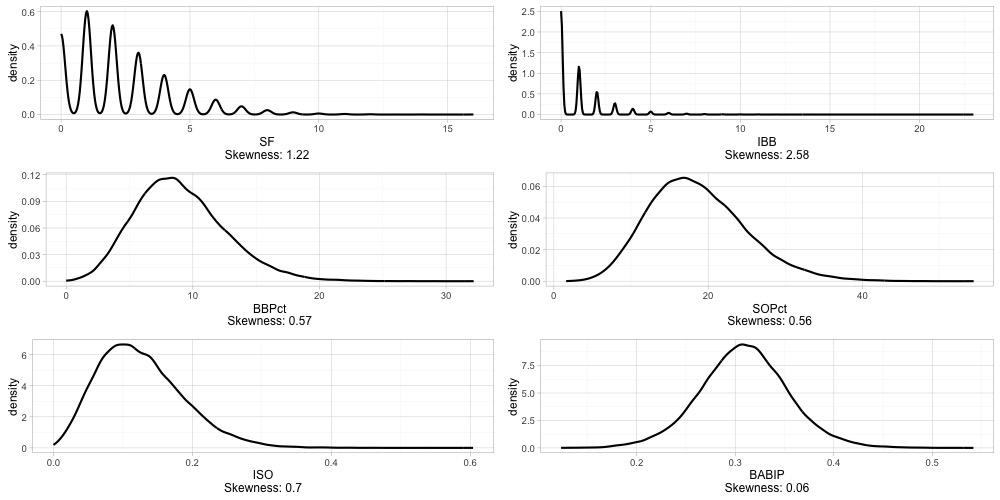 density
0.6
0.4
0.2
0.0
0 5 10 15
SF
Skewness: 1.22
density
2.5
2.0
1.5
1.0
0.5
0.0
0 5 10 15 20
IBB
Skewness: 2.58
density
0.12
0.09
0.06
0.03
0.00
0 10 20 30
BBPct
Skewness: 0.57
density
0.06
0.04
0.02
0.00
0 20 40
SOPct
Skewness: 0.56
density
6
4
2
0
0.0 0.2 0.4 0.6
ISO
Skewness: 0.7
density
7.5
5.0
2.5
0.0
0.2 0.3 0.4 0.5
BABIP
Skewness: 0.06